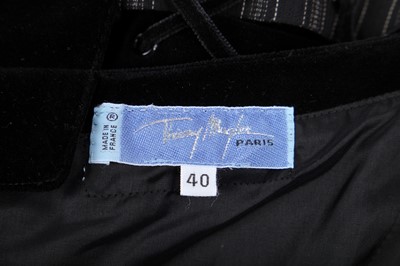 MADE IN
FRANCE
®
Thierry Mugler
PARIS
40